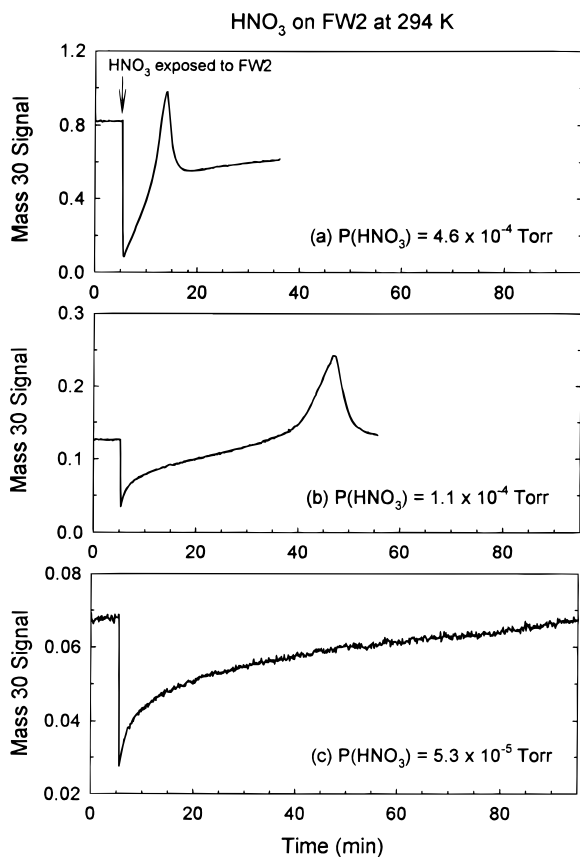 HNO₃ on FW2 at 294 K
1.2
HNO₃ exposed to FW2
0.8
0.4
0.0
Mass 30 Signal
(a) P(HNO₃) = 4.6 x 10⁻⁴ Torr
0 20 40 60 80
0.3
0.2
0.1
0.0
Mass 30 Signal
(b) P(HNO₃) = 1.1 x 10⁻⁴ Torr
0 20 40 60 80
0.08
0.06
0.04
0.02
Mass 30 Signal
(c) P(HNO₃) = 5.3 x 10⁻⁵ Torr
0 20 40 60 80
Time (min)